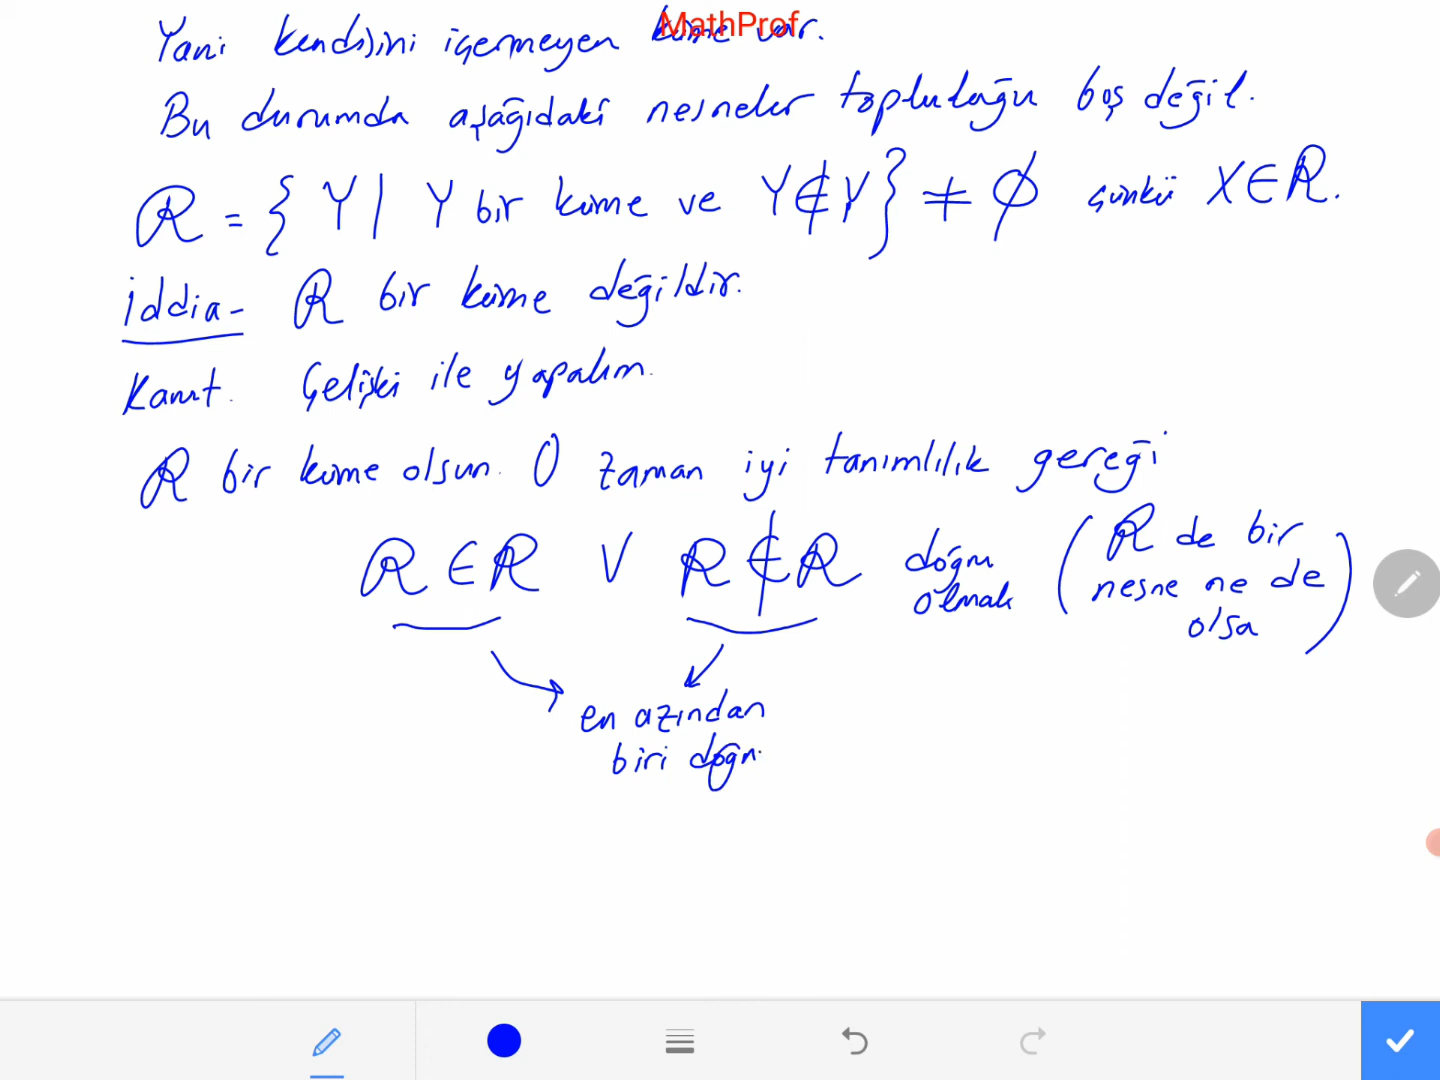 MathProf
Yani kendisini içermeyen küme var.
Bu durumda aşağıdaki nesneler topluluğu boş değil.
R = { Y | Y bir küme ve Y ∉ Y } ≠ ∅ çünkü X ∈ R.
İddia- R bir küme değildir.
Kanıt. Çelişki ile yapalım.
R bir küme olsun. O zaman iyi tanımlılık gereği
R ∈ R ∨ R ∉ R doğru olmak ( R de bir nesne ne de olsa )
en azından
biri doğru